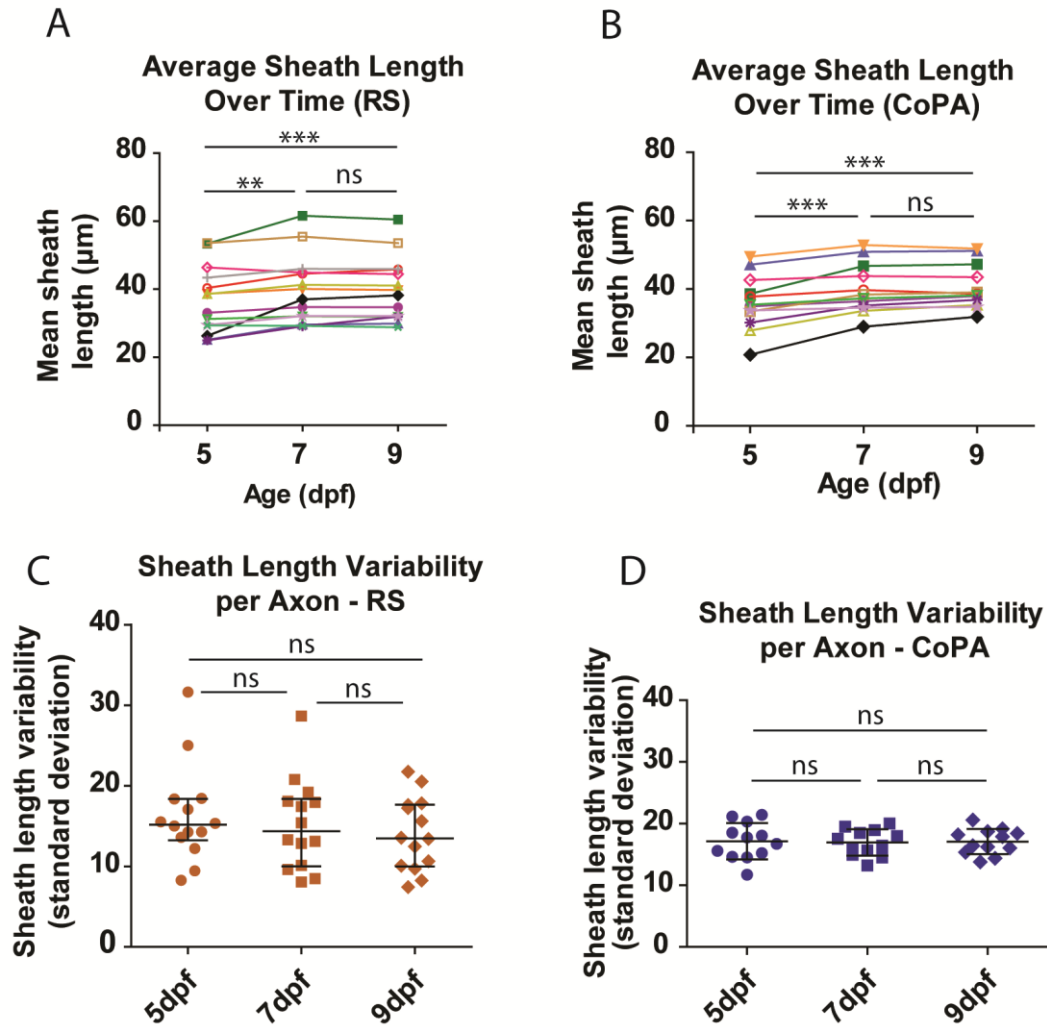 A
Average Sheath Length
Over Time (RS)
80
60
40
20
0
Mean sheath
length (µm)
***
**
ns
5 7 9
Age (dpf)
B
Average Sheath Length
Over Time (CoPA)
80
60
40
20
0
Mean sheath
length (µm)
***
***
ns
5 7 9
Age (dpf)
C
Sheath Length Variability
per Axon - RS
40
30
20
10
0
Sheath length variability
(standard deviation)
ns
ns ns
5dpf 7dpf 9dpf
D
Sheath Length Variability
per Axon - CoPA
40
30
20
10
0
Sheath length variability
(standard deviation)
ns
ns ns
5dpf 7dpf 9dpf